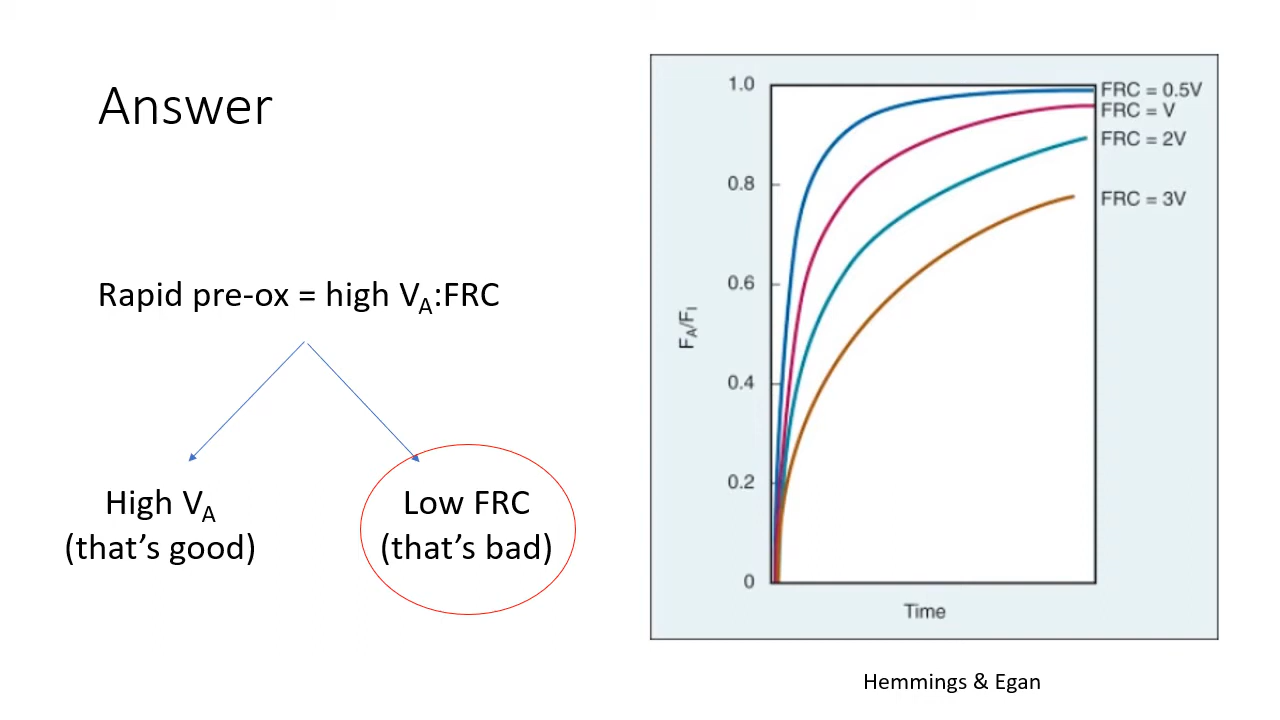 Answer
Rapid pre-ox = high VA:FRC
High VA
(that’s good)
Low FRC
(that’s bad)
1.0
0.8
0.6
0.4
0.2
0
FA/FI
Time
FRC = 0.5V
FRC = V
FRC = 2V
FRC = 3V
Hemmings & Egan